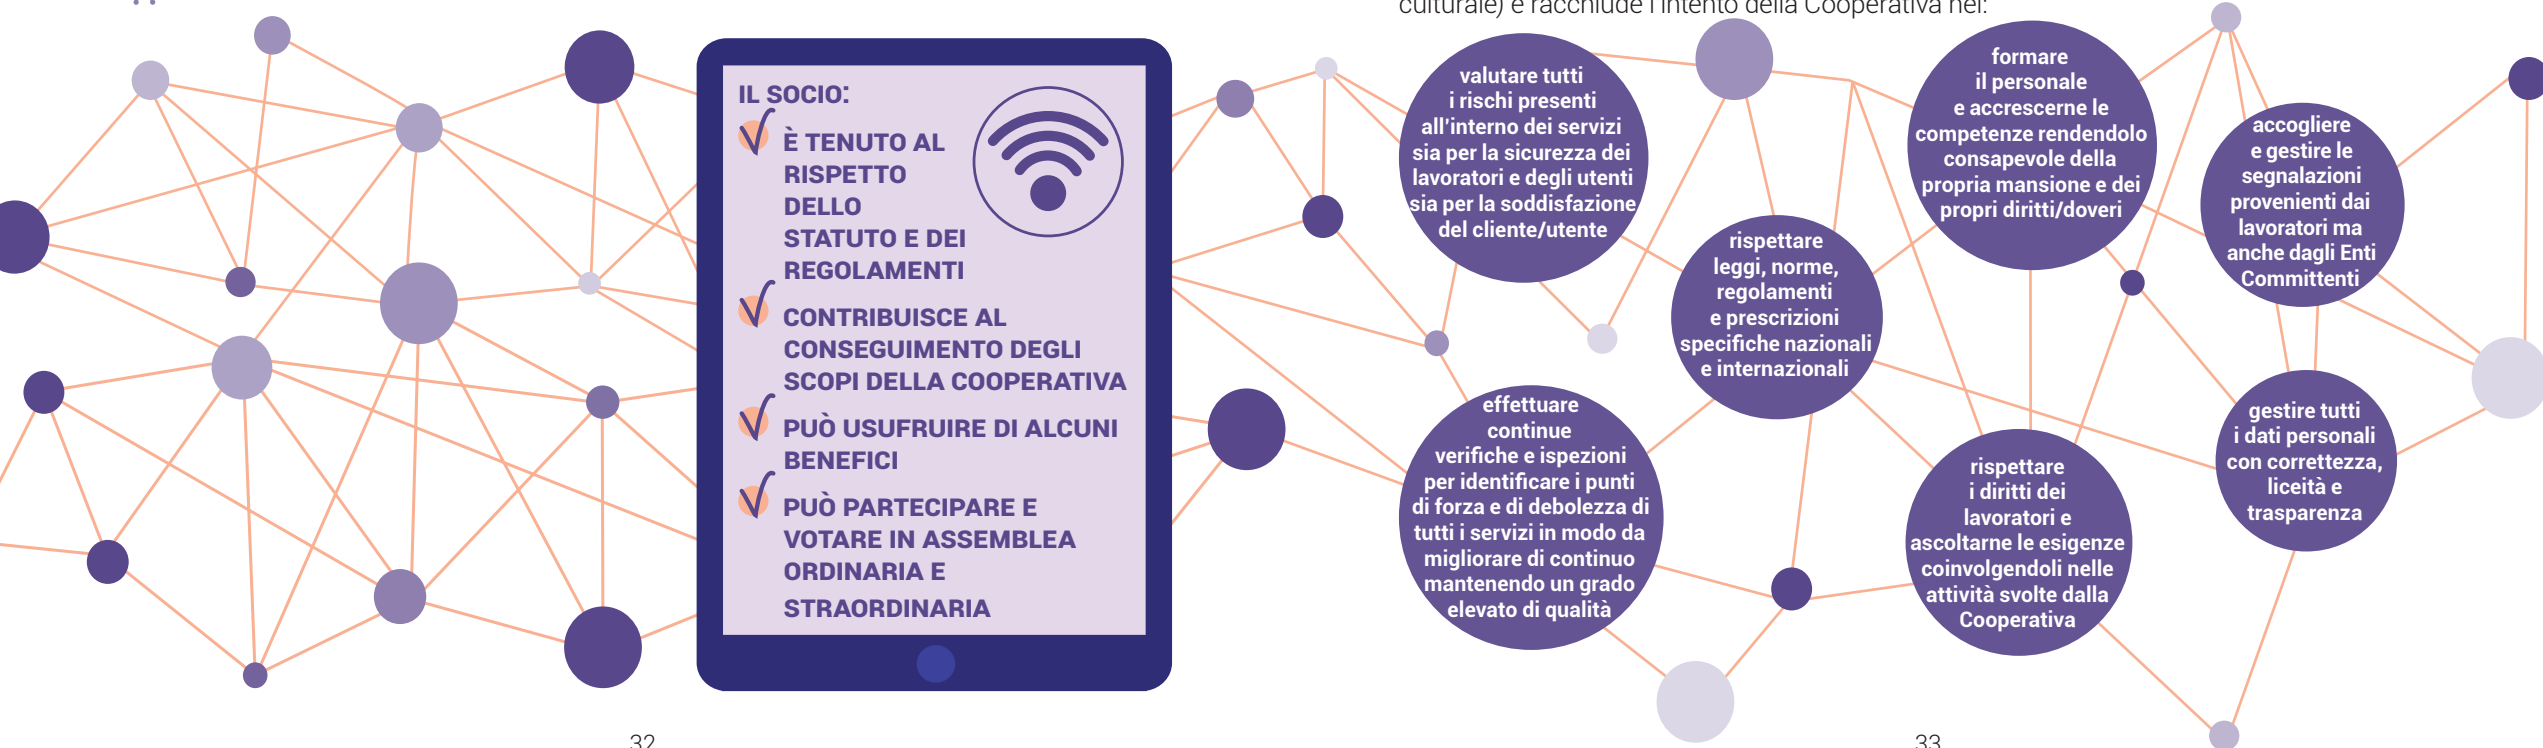 culturale) e racchiude l'intento della Cooperativa nel:
IL SOCIO:
È TENUTO AL
RISPETTO
DELLO
STATUTO E DEI
REGOLAMENTI
CONTRIBUISCE AL
CONSEGUIMENTO DEGLI
SCOPI DELLA COOPERATIVA
PUÒ USUFRUIRE DI ALCUNI
BENEFICI
PUÒ PARTECIPARE E
VOTARE IN ASSEMBLEA
ORDINARIA E
STRAORDINARIA
valutare tutti
i rischi presenti
all'interno dei servizi
sia per la sicurezza dei
lavoratori e degli utenti
sia per la soddisfazione
del cliente/utente
rispettare
leggi, norme,
regolamenti
e prescrizioni
specifiche nazionali
e internazionali
formare
il personale
e accrescerne le
competenze rendendolo
consapevole della
propria mansione e dei
propri diritti/doveri
accogliere
e gestire le
segnalazioni
provenienti dai
lavoratori ma
anche dagli Enti
Committenti
effettuare
continue
verifiche e ispezioni
per identificare i punti
di forza e di debolezza di
tutti i servizi in modo da
migliorare di continuo
mantenendo un grado
elevato di qualità
rispettare
i diritti dei
lavoratori e
ascoltarne le esigenze
coinvolgendoli nelle
attività svolte dalla
Cooperativa
gestire tutti
i dati personali
con correttezza,
liceità e
trasparenza
32
33